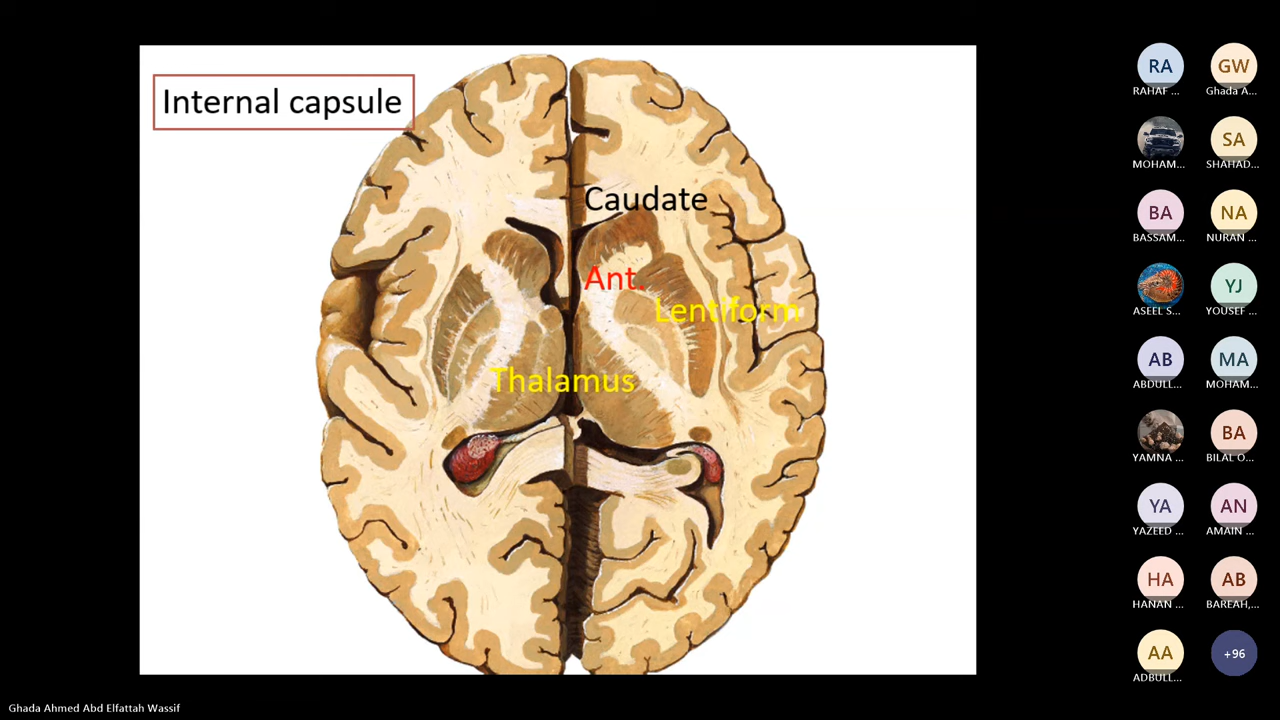 Internal capsule
Caudate
Ant.
Lentiform
Thalamus
RA
RAHAF ...
GW
Ghada A...
MOHAM...
SA
SHAHAD...
BA
BASSAM...
NA
NURAN ...
ASEEL S...
YJ
YOUSEF ...
AB
ABDULL...
MA
MOHAM...
YAMNA ...
BA
BILAL O...
YA
YAZEED ...
AN
AMAIN ...
HA
HANAN ...
AB
BAREAH,...
AA
ADBULL...
+96
Ghada Ahmed Abd Elfattah Wassif